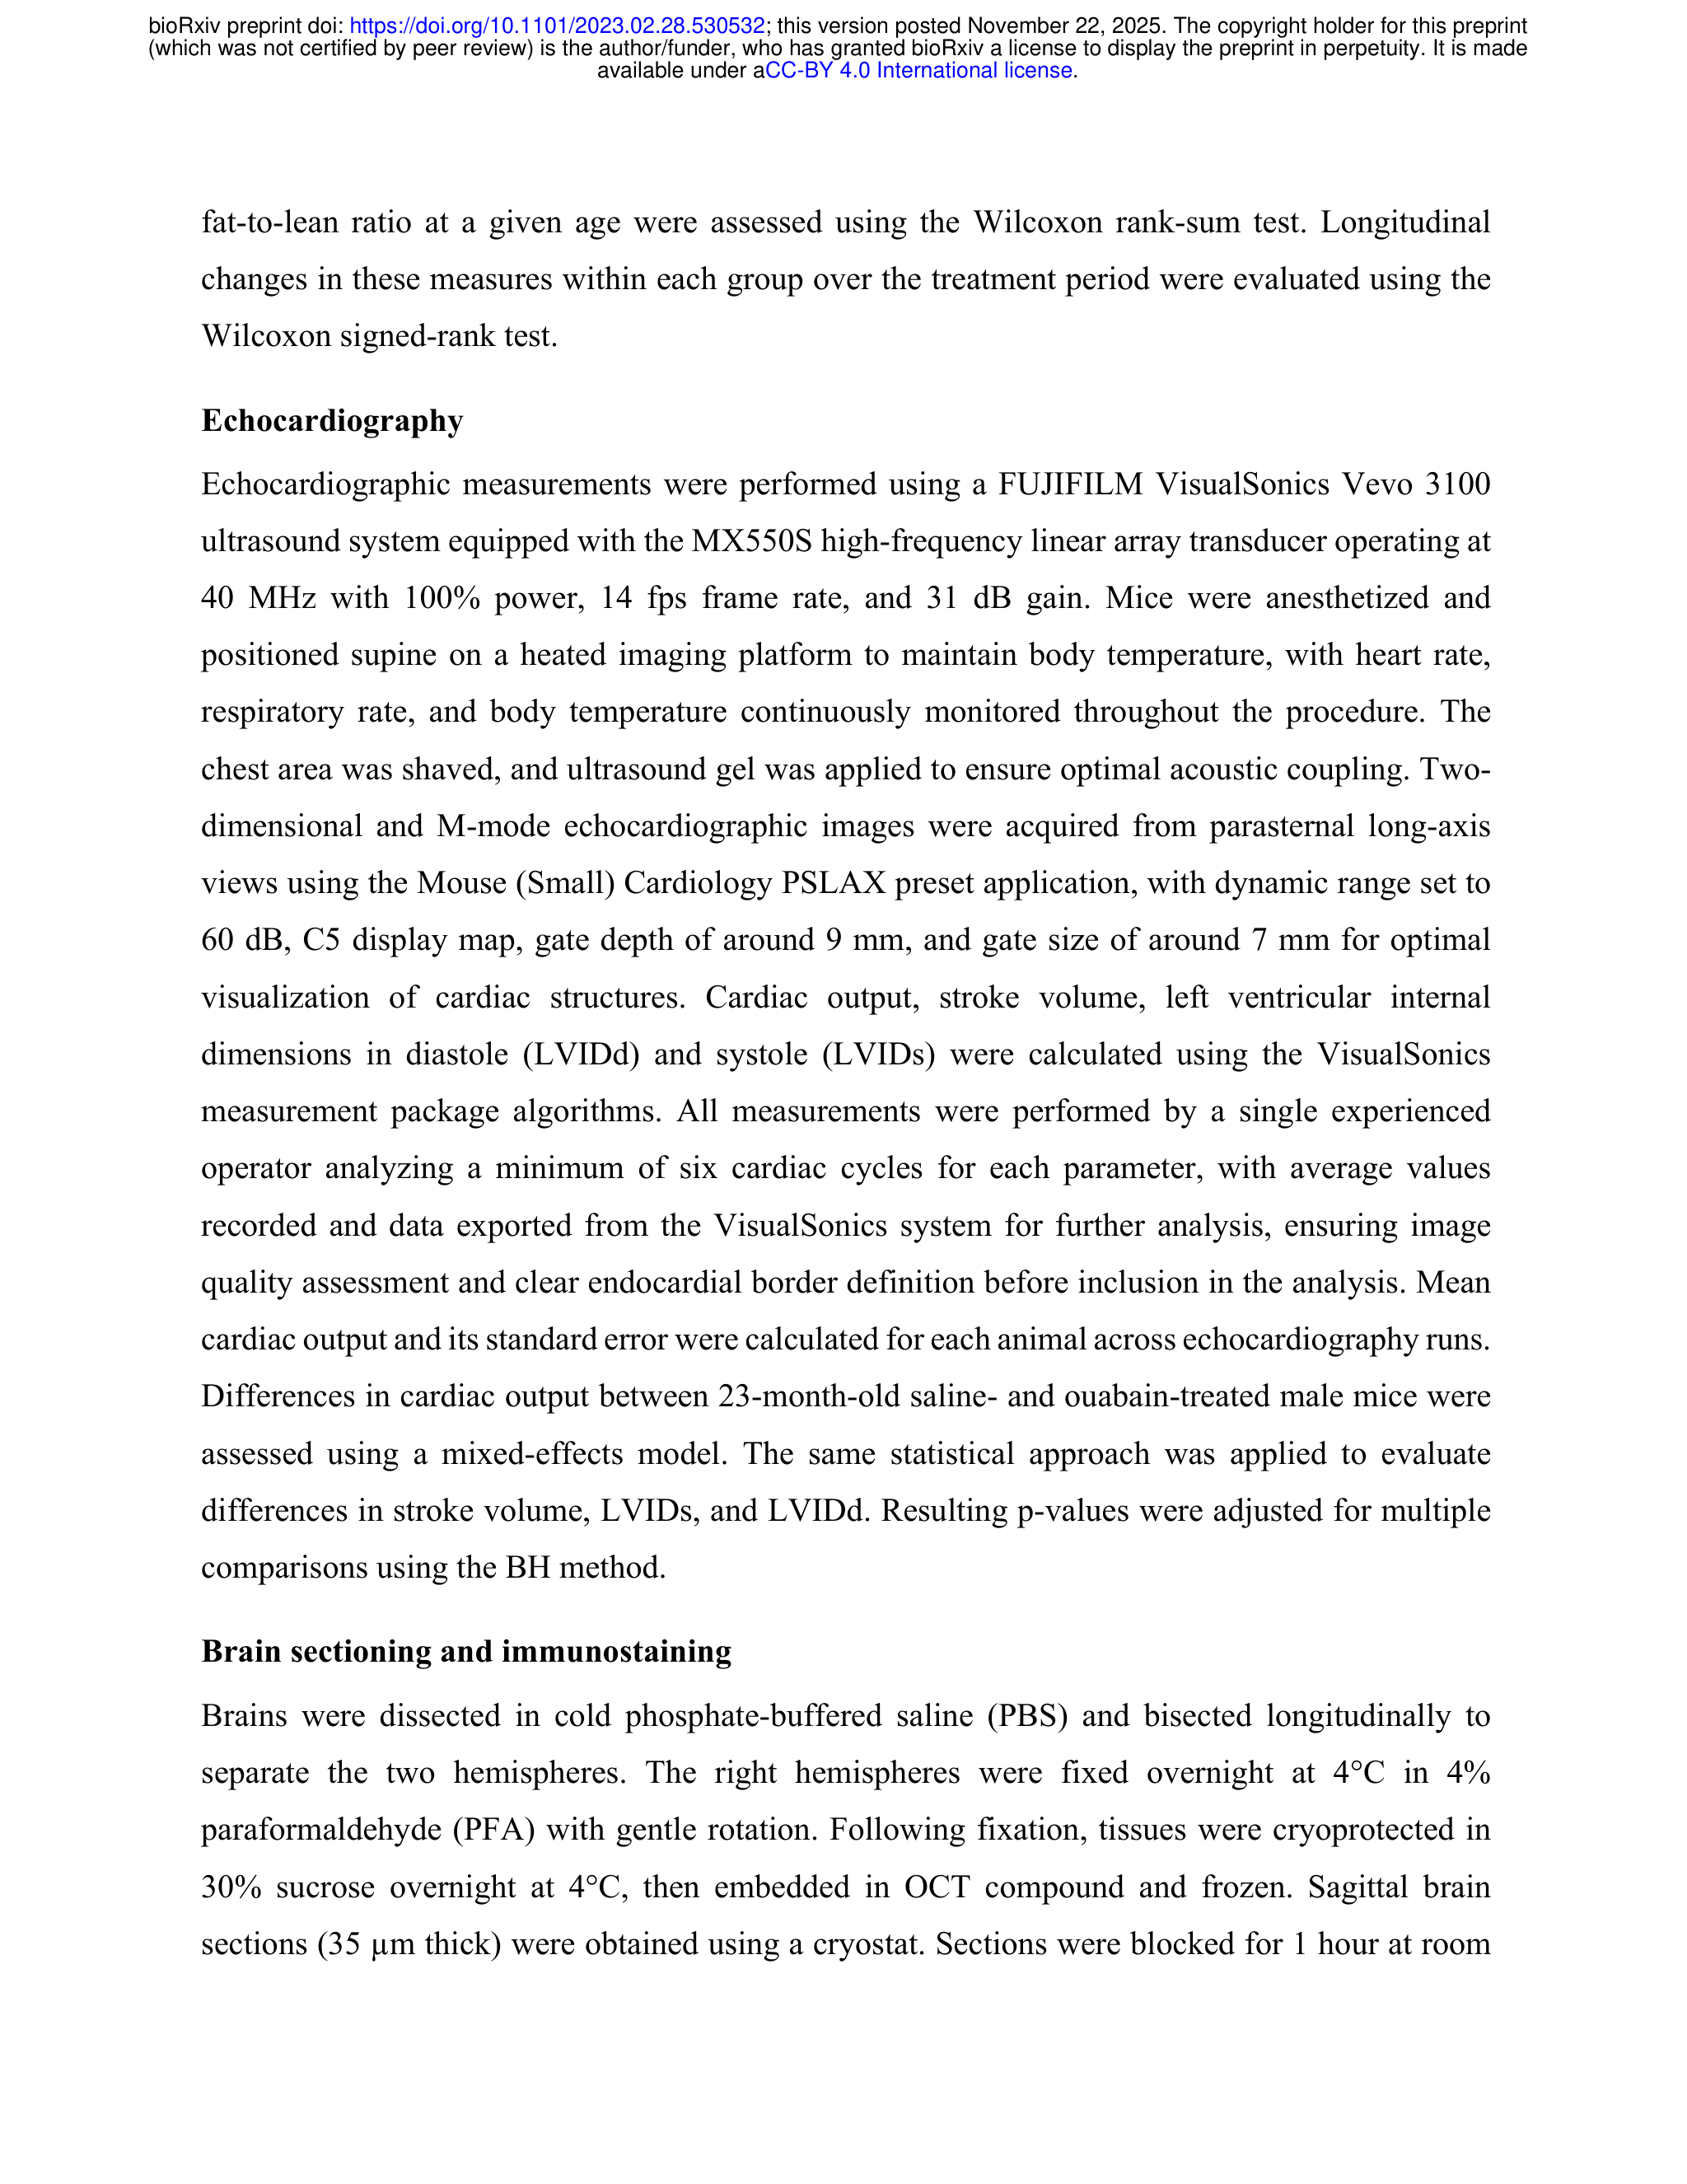 bioRxiv preprint doi: https://doi.org/10.1101/2023.02.28.530532; this version posted November 22, 2025. The copyright holder for this preprint
(which was not certified by peer review) is the author/funder, who has granted bioRxiv a license to display the preprint in perpetuity. It is made
available under aCC-BY 4.0 International license.
fat-to-lean ratio at a given age were assessed using the Wilcoxon rank-sum test. Longitudinal
changes in these measures within each group over the treatment period were evaluated using the
Wilcoxon signed-rank test.
Echocardiography
Echocardiographic measurements were performed using a FUJIFILM VisualSonics Vevo 3100
ultrasound system equipped with the MX550S high-frequency linear array transducer operating at
40 MHz with 100% power, 14 fps frame rate, and 31 dB gain. Mice were anesthetized and
positioned supine on a heated imaging platform to maintain body temperature, with heart rate,
respiratory rate, and body temperature continuously monitored throughout the procedure. The
chest area was shaved, and ultrasound gel was applied to ensure optimal acoustic coupling. Two-
dimensional and M-mode echocardiographic images were acquired from parasternal long-axis
views using the Mouse (Small) Cardiology PSLAX preset application, with dynamic range set to
60 dB, C5 display map, gate depth of around 9 mm, and gate size of around 7 mm for optimal
visualization of cardiac structures. Cardiac output, stroke volume, left ventricular internal
dimensions in diastole (LVIDd) and systole (LVIDs) were calculated using the VisualSonics
measurement package algorithms. All measurements were performed by a single experienced
operator analyzing a minimum of six cardiac cycles for each parameter, with average values
recorded and data exported from the VisualSonics system for further analysis, ensuring image
quality assessment and clear endocardial border definition before inclusion in the analysis. Mean
cardiac output and its standard error were calculated for each animal across echocardiography runs.
Differences in cardiac output between 23-month-old saline- and ouabain-treated male mice were
assessed using a mixed-effects model. The same statistical approach was applied to evaluate
differences in stroke volume, LVIDs, and LVIDd. Resulting p-values were adjusted for multiple
comparisons using the BH method.
Brain sectioning and immunostaining
Brains were dissected in cold phosphate-buffered saline (PBS) and bisected longitudinally to
separate the two hemispheres. The right hemispheres were fixed overnight at 4°C in 4%
paraformaldehyde (PFA) with gentle rotation. Following fixation, tissues were cryoprotected in
30% sucrose overnight at 4°C, then embedded in OCT compound and frozen. Sagittal brain
sections (35 µm thick) were obtained using a cryostat. Sections were blocked for 1 hour at room